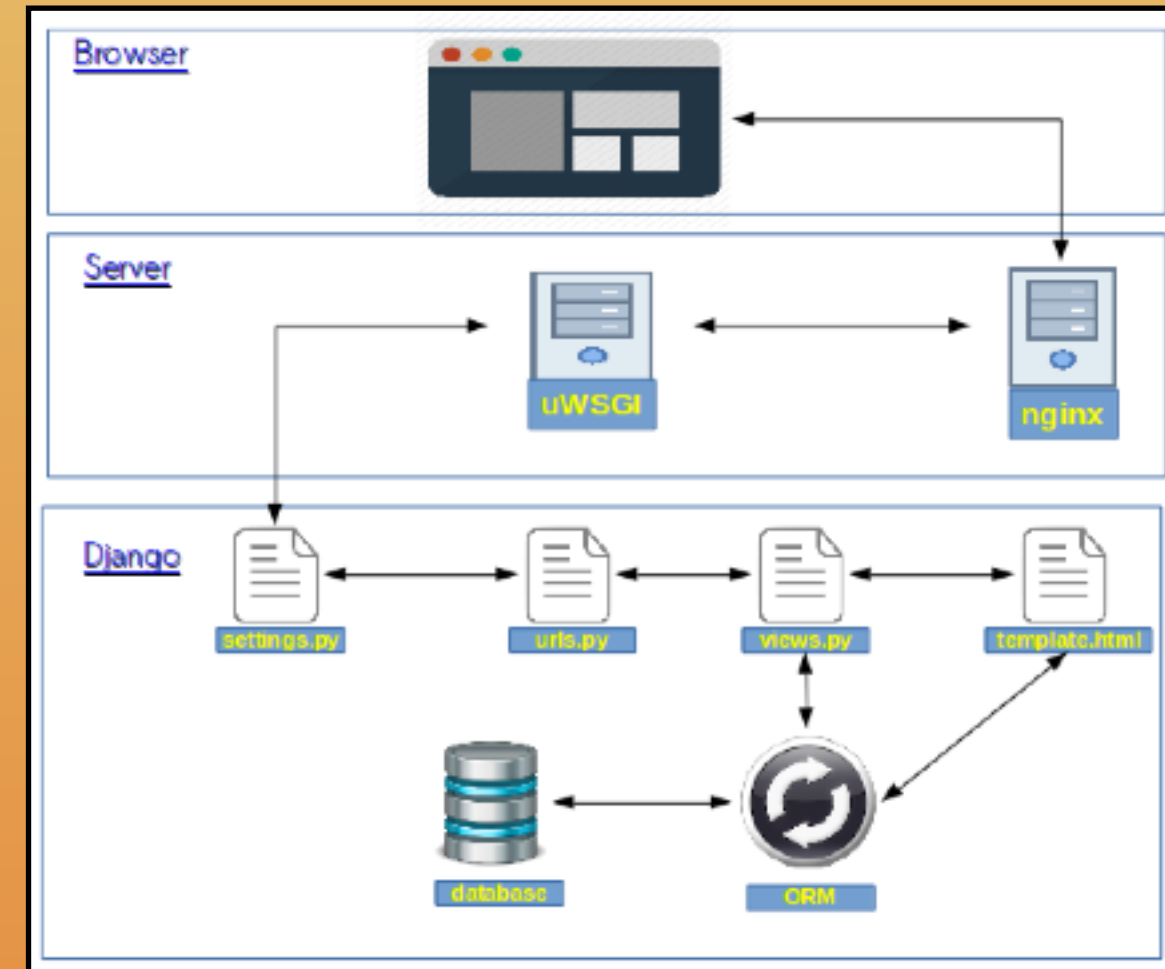 Browser
Server
uWSGI
nginx
Django
settings.py
urls.py
views.py
template.html
database
ORM